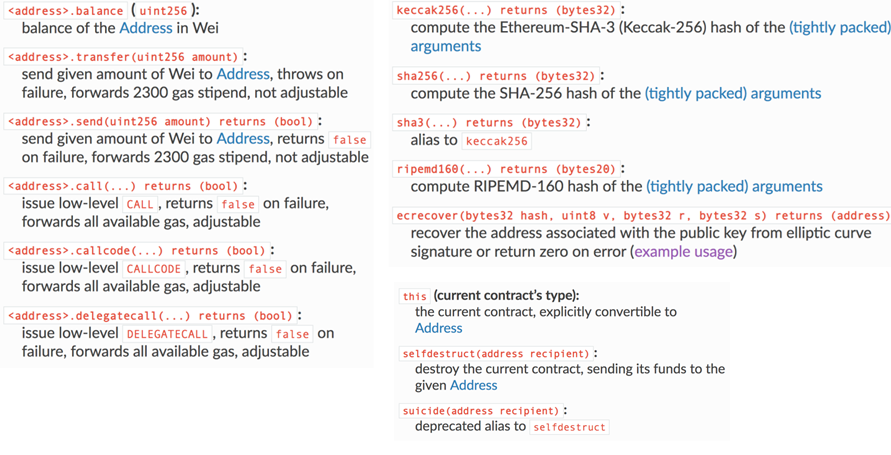 <address>.balance (uint256):
balance of the Address in Wei
<address>.transfer(uint256 amount):
send given amount of Wei to Address, throws on
failure, forwards 2300 gas stipend, not adjustable
<address>.send(uint256 amount) returns (bool):
send given amount of Wei to Address, returns false
on failure, forwards 2300 gas stipend, not adjustable
<address>.call(...) returns (bool):
issue low-level CALL, returns false on failure,
forwards all available gas, adjustable
<address>.callcode(...) returns (bool):
issue low-level CALLCODE, returns false on failure,
forwards all available gas, adjustable
<address>.delegatecall(...) returns (bool):
issue low-level DELEGATECALL, returns false on
failure, forwards all available gas, adjustable
keccak256(...) returns (bytes32):
compute the Ethereum-SHA-3 (Keccak-256) hash of the (tightly packed)
arguments
sha256(...) returns (bytes32):
compute the SHA-256 hash of the (tightly packed) arguments
sha3(...) returns (bytes32):
alias to keccak256
ripemd160(...) returns (bytes20):
compute RIPEMD-160 hash of the (tightly packed) arguments
ecrecover(bytes32 hash, uint8 v, bytes32 r, bytes32 s) returns (address)
recover the address associated with the public key from elliptic curve
signature or return zero on error (example usage)
this (current contract's type):
the current contract, explicitly convertible to
Address
selfdestruct(address recipient):
destroy the current contract, sending its funds to the
given Address
suicide(address recipient):
deprecated alias to selfdestruct